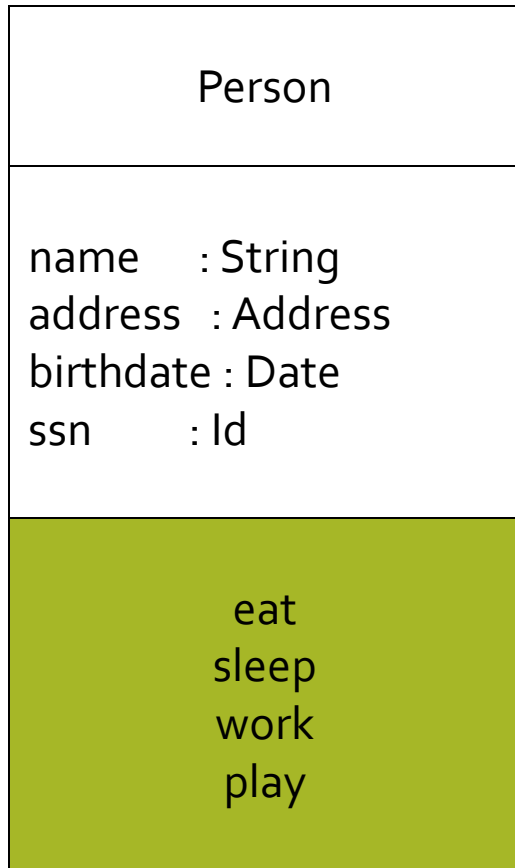 Person
name : String
address : Address
birthdate : Date
ssn : Id
eat
sleep
work
play